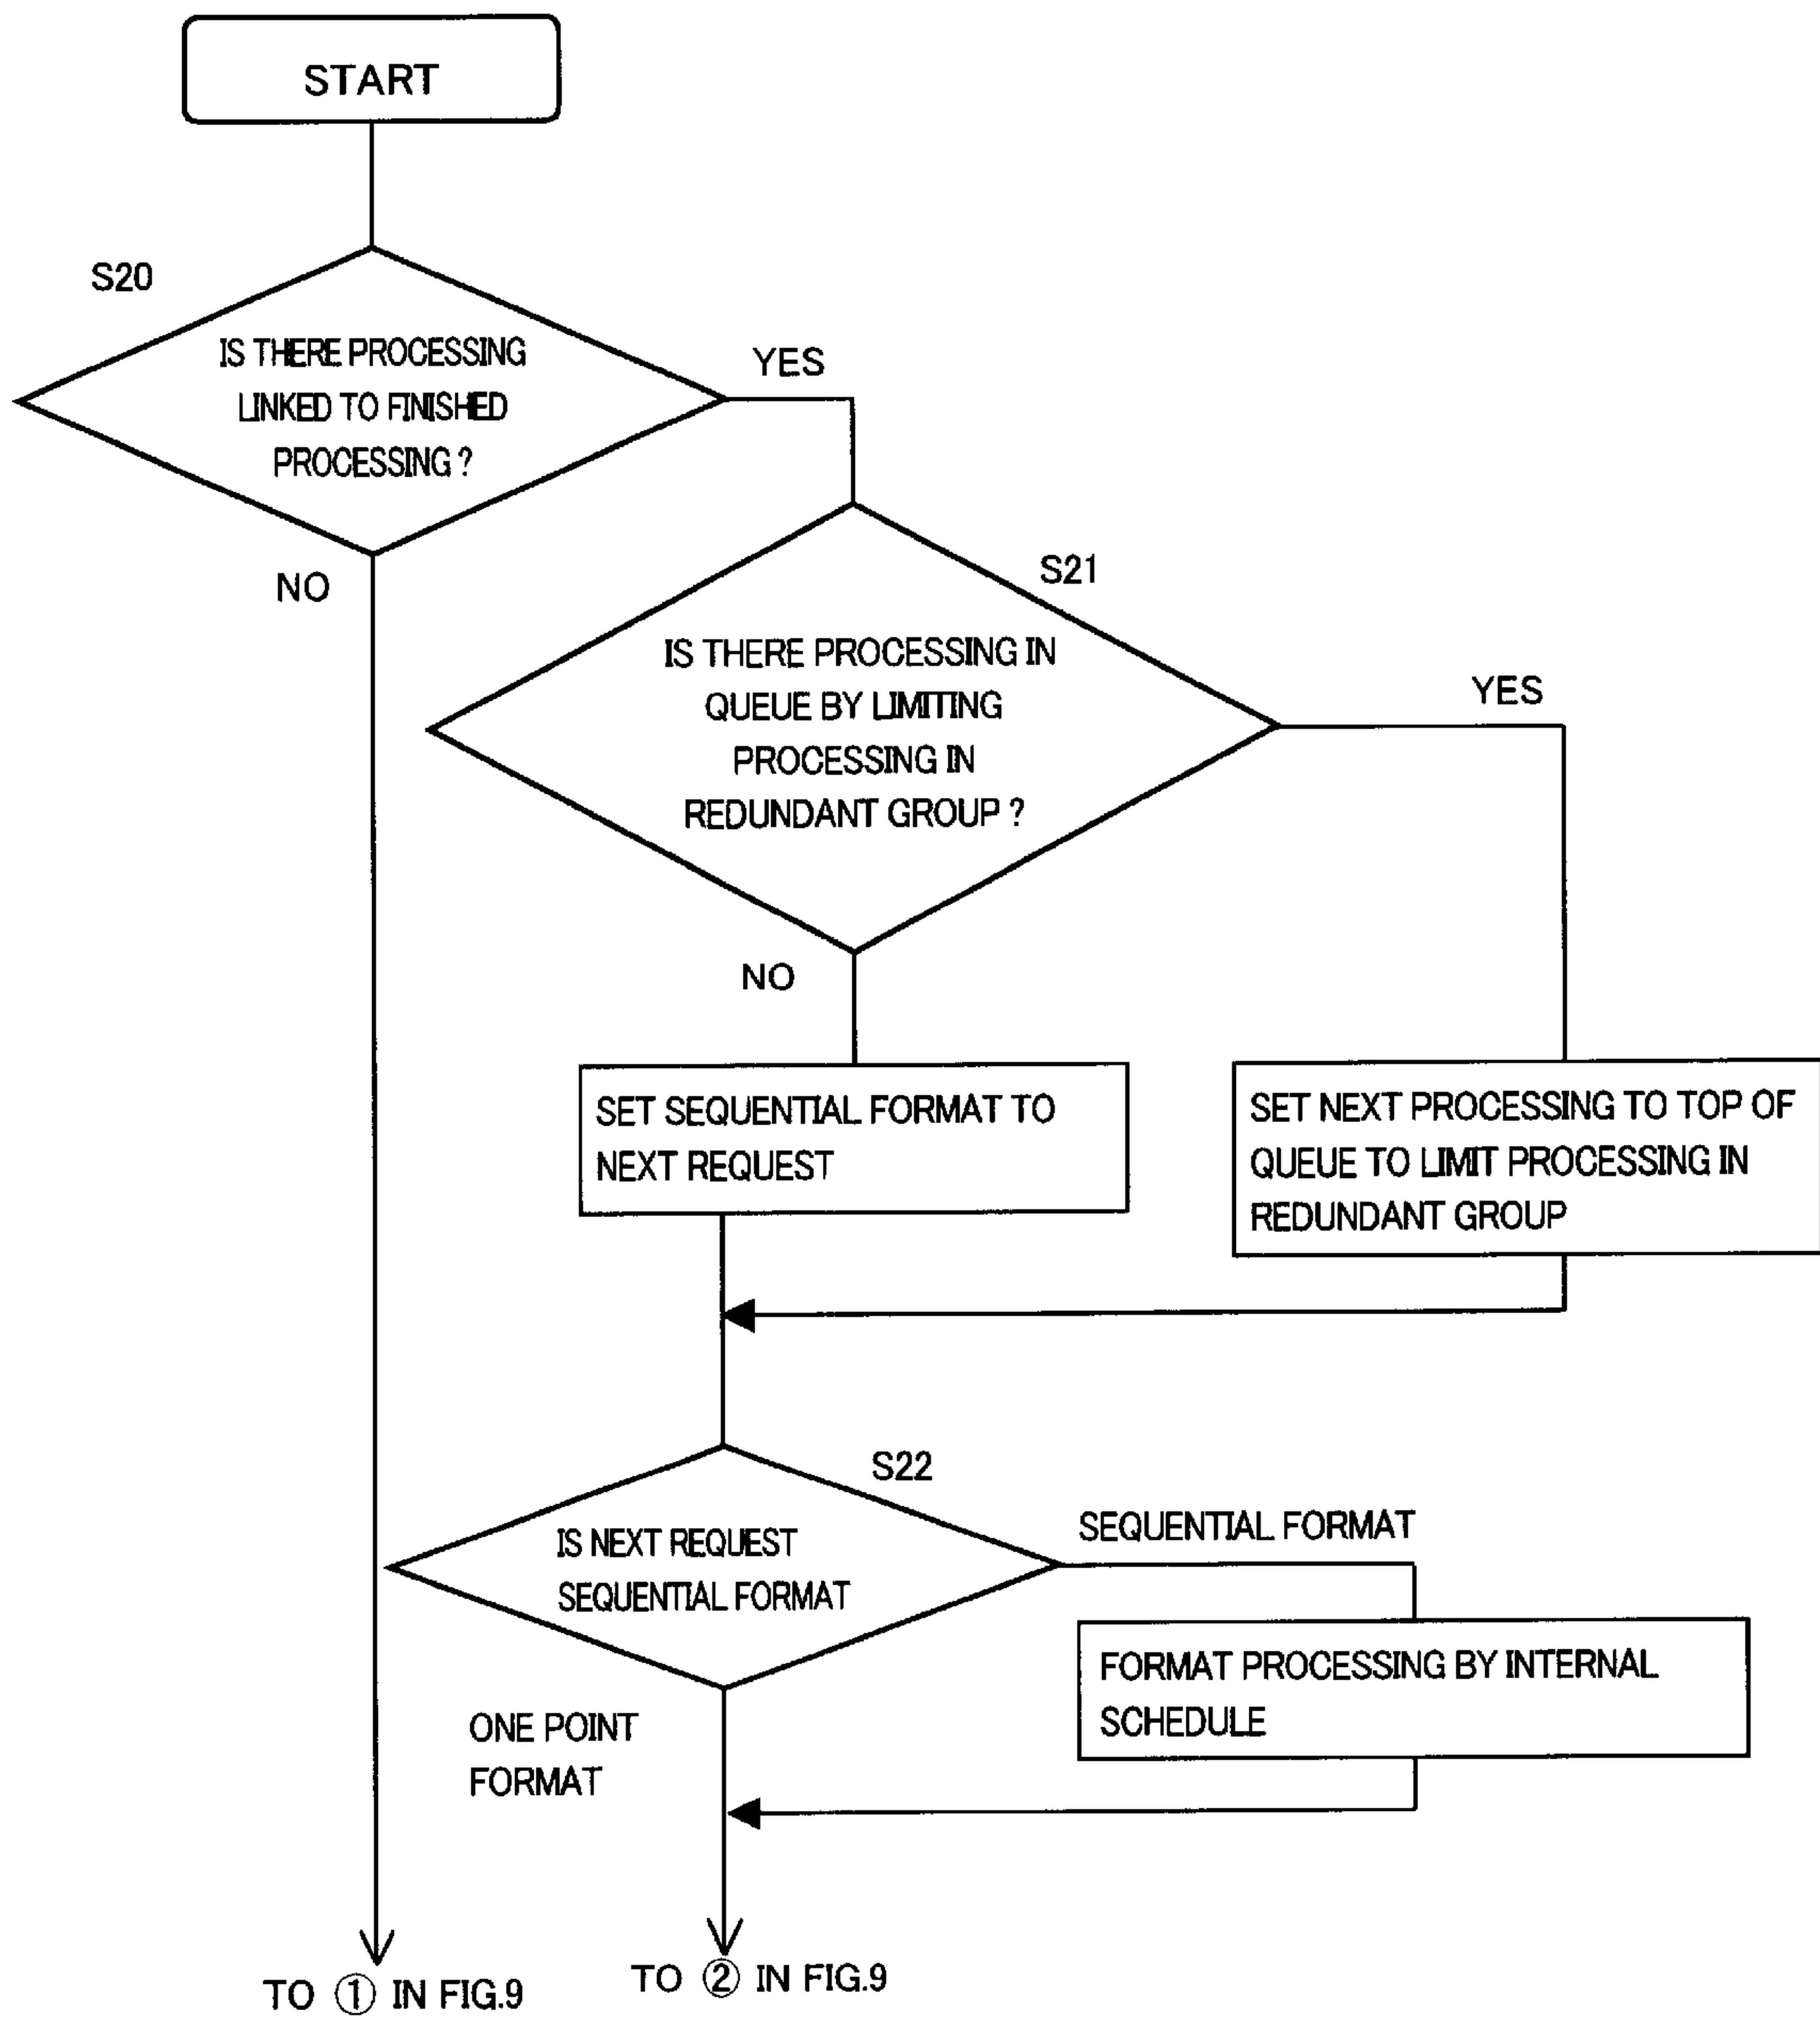 START
S20
IS THERE PROCESSING
LINKED TO FINISHED
PROCESSING ?
YES
NO
S21
IS THERE PROCESSING IN
QUEUE BY LIMITING
PROCESSING IN
REDUNDANT GROUP ?
YES
NO
SET SEQUENTIAL FORMAT TO
NEXT REQUEST
SET NEXT PROCESSING TO TOP OF
QUEUE TO LIMIT PROCESSING IN
REDUNDANT GROUP
S22
IS NEXT REQUEST
SEQUENTIAL FORMAT
SEQUENTIAL FORMAT
FORMAT PROCESSING BY INTERNAL
SCHEDULE
ONE POINT
FORMAT
TO ① IN FIG.9
TO ② IN FIG.9